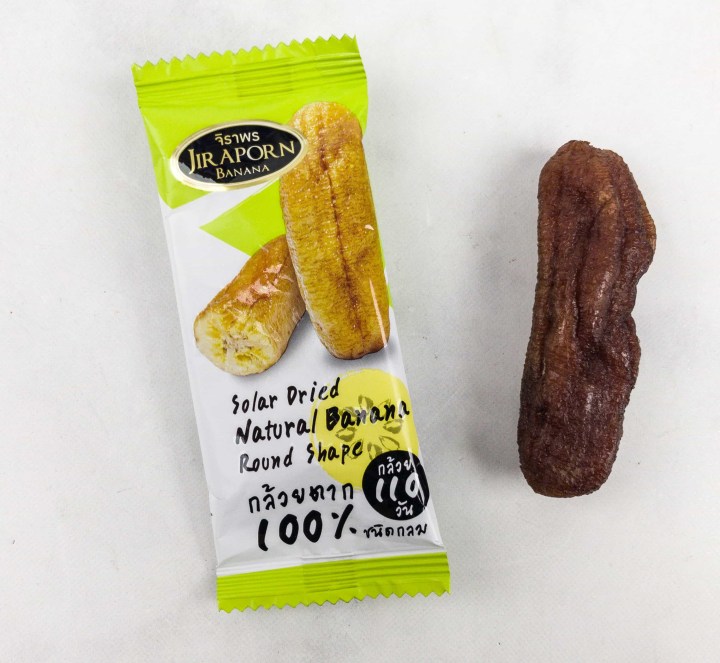 จิราพร
JIRAPORN
BANANA
Solar Dried
Natural Banana
Round Shape
กล้วยตาก
100%
ชนิดกลม
กล้วย
110
วัน